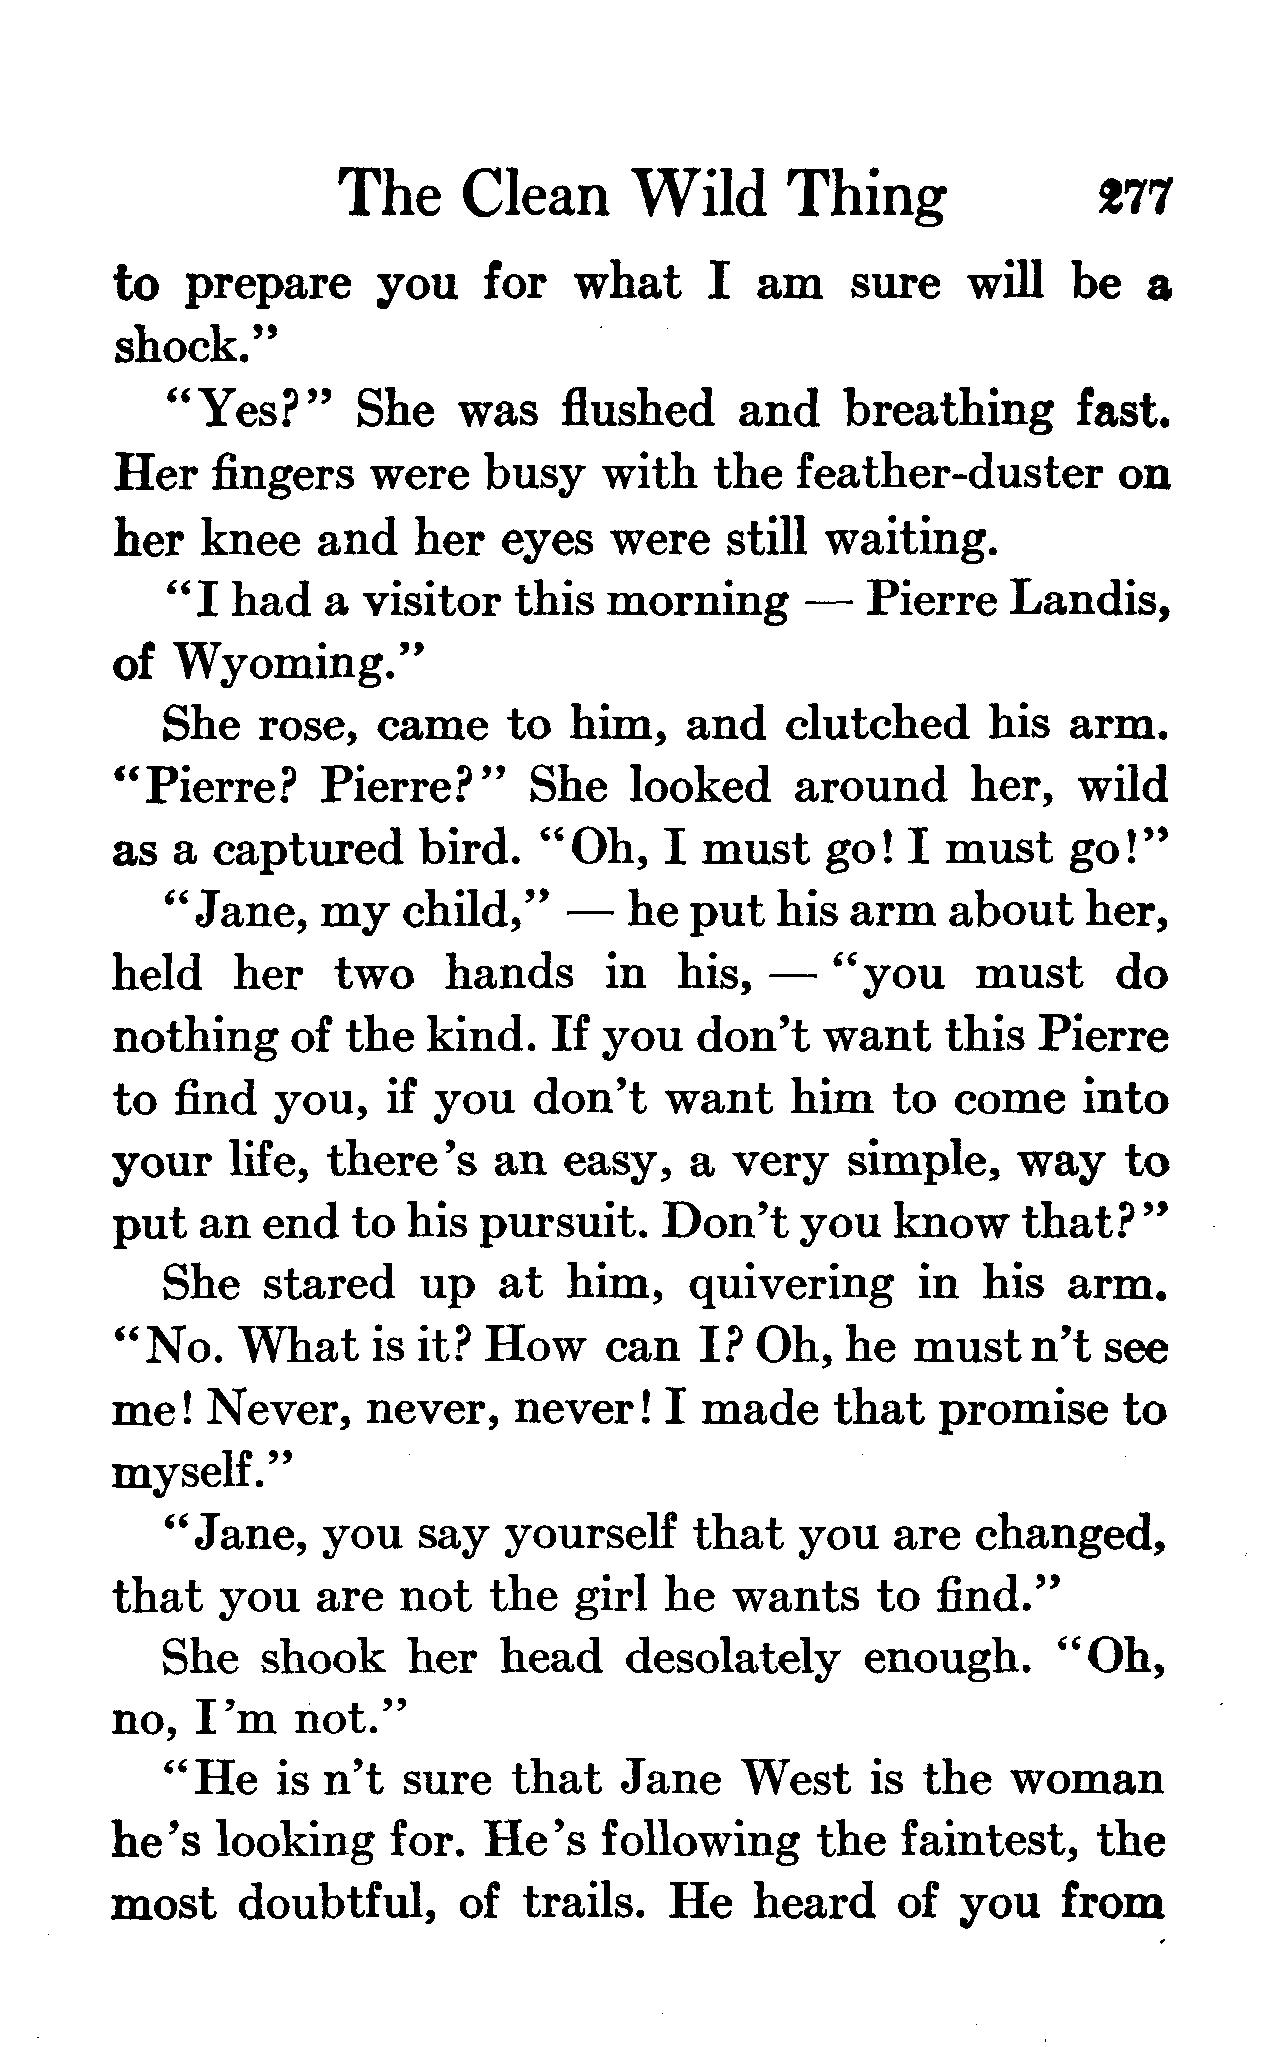 The Clean Wild Thing 277
to prepare you for what I am sure will be a
shock."
"Yes?" She was flushed and breathing fast.
Her fingers were busy with the feather-duster on
her knee and her eyes were still waiting.
"I had a visitor this morning — Pierre Landis,
of Wyoming."
She rose, came to him, and clutched his arm.
"Pierre? Pierre?" She looked around her, wild
as a captured bird. "Oh, I must go! I must go!"
"Jane, my child," — he put his arm about her,
held her two hands in his, — "you must do
nothing of the kind. If you don't want this Pierre
to find you, if you don't want him to come into
your life, there's an easy, a very simple, way to
put an end to his pursuit. Don't you know that?"
She stared up at him, quivering in his arm.
"No. What is it? How can I? Oh, he must n't see
me! Never, never, never! I made that promise to
myself."
"Jane, you say yourself that you are changed,
that you are not the girl he wants to find."
She shook her head desolately enough. "Oh,
no, I'm not."
"He is n't sure that Jane West is the woman
he's looking for. He's following the faintest, the
most doubtful, of trails. He heard of you from